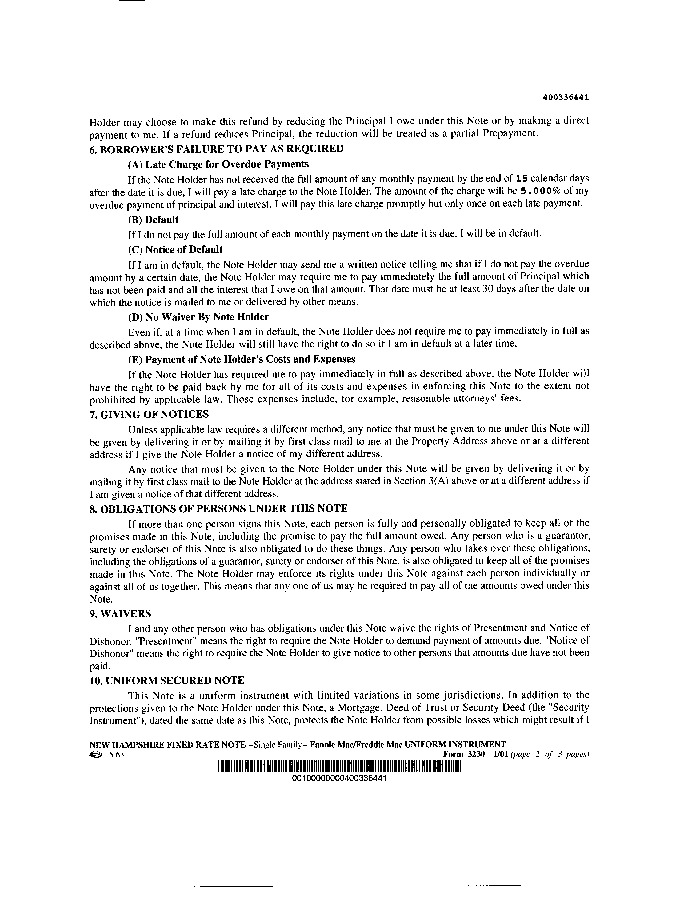 400336441
Holder may choose to make this refund by reducing the Principal I owe under this Note or by making a direct
payment to me. If a refund reduces Principal, the reduction will be treated as a partial Prepayment.
6. BORROWER'S FAILURE TO PAY AS REQUIRED
(A) Late Charge for Overdue Payments
If the Note Holder has not received the full amount of any monthly payment by the end of 15 calendar days
after the date it is due, I will pay a late charge to the Note Holder. The amount of the charge will be 5.000% of my
overdue payment of principal and interest. I will pay this late charge promptly but only once on each late payment.
(B) Default
If I do not pay the full amount of each monthly payment on the date it is due, I will be in default.
(C) Notice of Default
If I am in default, the Note Holder may send me a written notice telling me that if I do not pay the overdue
amount by a certain date, the Note Holder may require me to pay immediately the full amount of Principal which
has not been paid and all the interest that I owe on that amount. That date must be at least 30 days after the date on
which the notice is mailed to me or delivered by other means.
(D) No Waiver By Note Holder
Even if, at a time when I am in default, the Note Holder does not require me to pay immediately in full as
described above, the Note Holder will still have the right to do so if I am in default at a later time.
(E) Payment of Note Holder's Costs and Expenses
If the Note Holder has required me to pay immediately in full as described above, the Note Holder will
have the right to be paid back by me for all of its costs and expenses in enforcing this Note to the extent not
prohibited by applicable law. Those expenses include, for example, reasonable attorneys' fees.
7. GIVING OF NOTICES
Unless applicable law requires a different method, any notice that must be given to me under this Note will
be given by delivering it or by mailing it by first class mail to me at the Property Address above or at a different
address if I give the Note Holder a notice of my different address.
Any notice that must be given to the Note Holder under this Note will be given by delivering it or by
mailing it by first class mail to the Note Holder at the address stated in Section 3(A) above or at a different address if
I am given a notice of that different address.
8. OBLIGATIONS OF PERSONS UNDER THIS NOTE
If more than one person signs this Note, each person is fully and personally obligated to keep all of the
promises made in this Note, including the promise to pay the full amount owed. Any person who is a guarantor,
surety or endorser of this Note is also obligated to do these things. Any person who takes over these obligations,
including the obligations of a guarantor, surety or endorser of this Note, is also obligated to keep all of the promises
made in this Note. The Note Holder may enforce its rights under this Note against each person individually or
against all of us together. This means that any one of us may be required to pay all of the amounts owed under this
Note.
9. WAIVERS
I and any other person who has obligations under this Note waive the rights of Presentment and Notice of
Dishonor. "Presentment" means the right to require the Note Holder to demand payment of amounts due. "Notice of
Dishonor" means the right to require the Note Holder to give notice to other persons that amounts due have not been
paid.
10. UNIFORM SECURED NOTE
This Note is a uniform instrument with limited variations in some jurisdictions. In addition to the
protections given to the Note Holder under this Note, a Mortgage, Deed of Trust or Security Deed (the "Security
Instrument"), dated the same date as this Note, protects the Note Holder from possible losses which might result if I
NEW HAMPSHIRE FIXED RATE NOTE -Single Family- Fannie Mae/Freddie Mac UNIFORM INSTRUMENT
Form 3230 1/01 (page 2 of 3 pages)
00100000000400336441